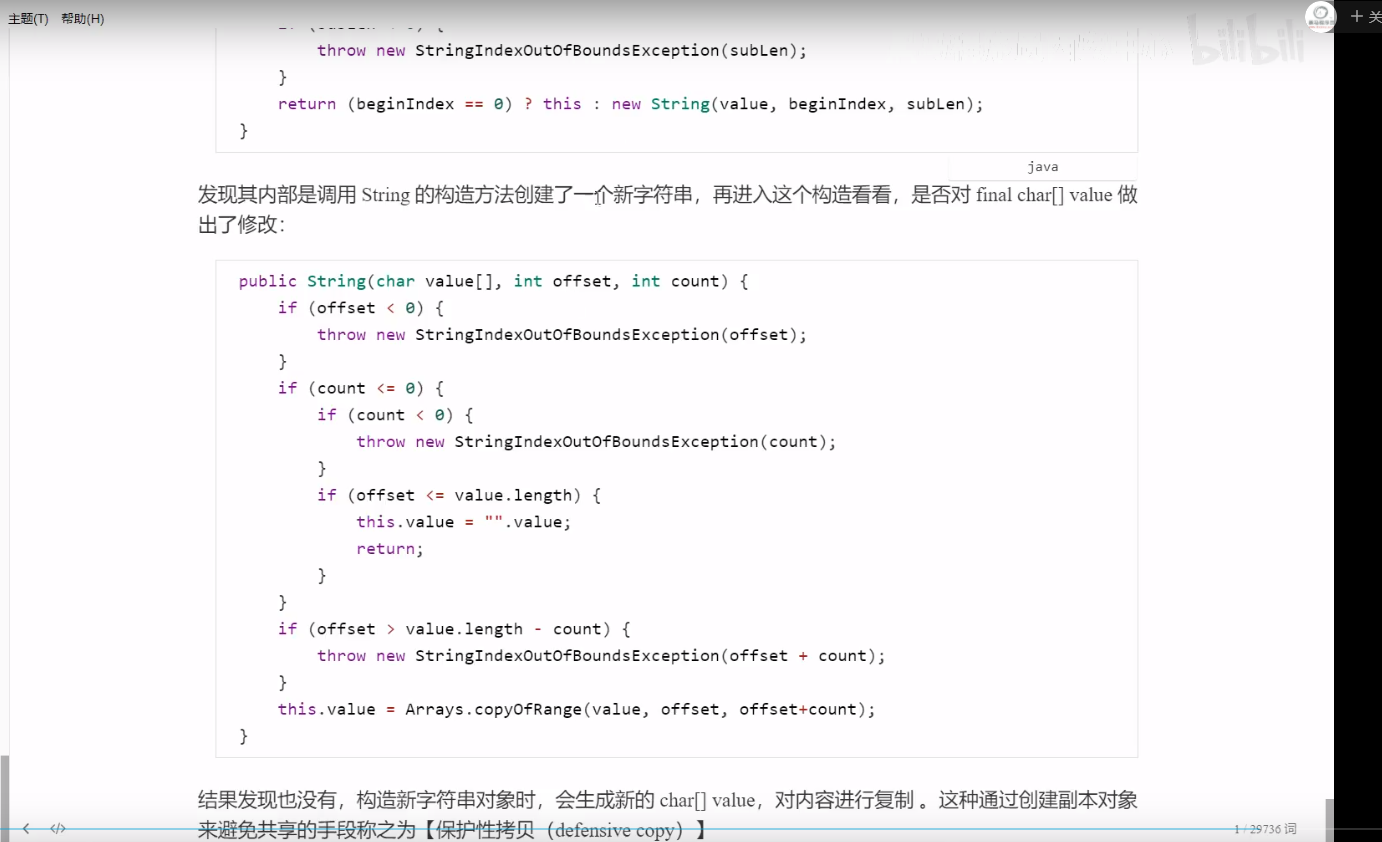 主题(T) 帮助(H)
关
bilibili
throw new StringIndexOutOfBoundsException(subLen);
}
return (beginIndex == 0) ? this : new String(value, beginIndex, subLen);
}
java
发现其内部是调用 String 的构造方法创建了一个新字符串，再进入这个构造看看，是否对 final char[] value 做
出了修改：
public String(char value[], int offset, int count) {
if (offset < 0) {
throw new StringIndexOutOfBoundsException(offset);
}
if (count <= 0) {
if (count < 0) {
throw new StringIndexOutOfBoundsException(count);
}
if (offset <= value.length) {
this.value = "".value;
return;
}
}
if (offset > value.length - count) {
throw new StringIndexOutOfBoundsException(offset + count);
}
this.value = Arrays.copyOfRange(value, offset, offset+count);
}
结果发现也没有，构造新字符串对象时，会生成新的 char[] value，对内容进行复制 。这种通过创建副本对象
来避免共享的手段称之为【保护性拷贝（defensive copy）】
1 / 29736 词